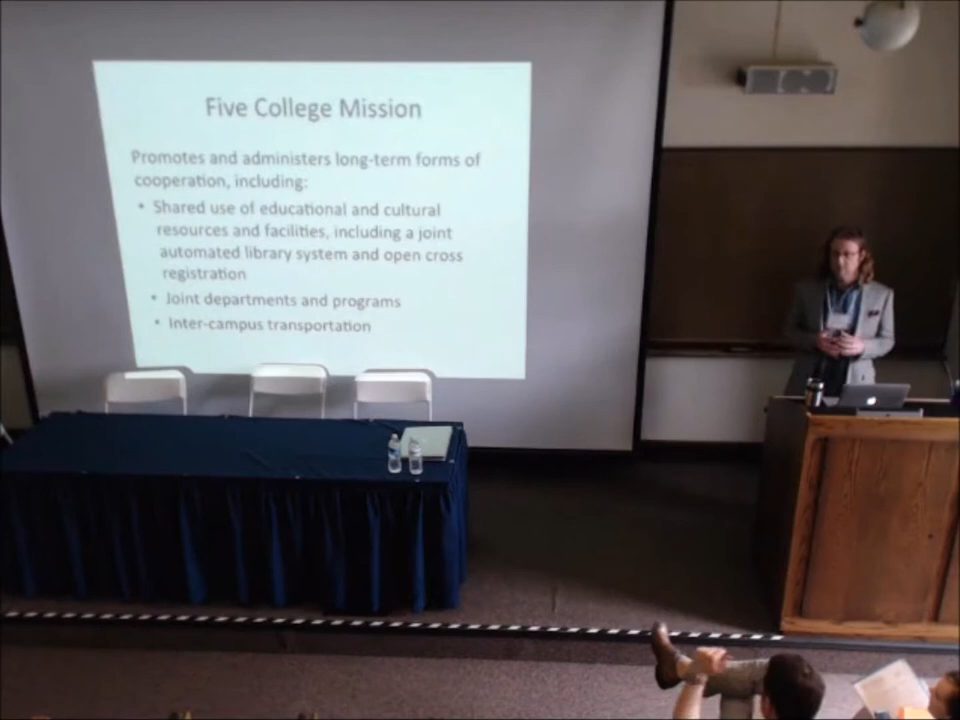 Five College Mission
Promotes and administers long-term forms of
cooperation, including:
• Shared use of educational and cultural
resources and facilities, including a joint
automated library system and open cross
registration
• Joint departments and programs
• Inter-campus transportation